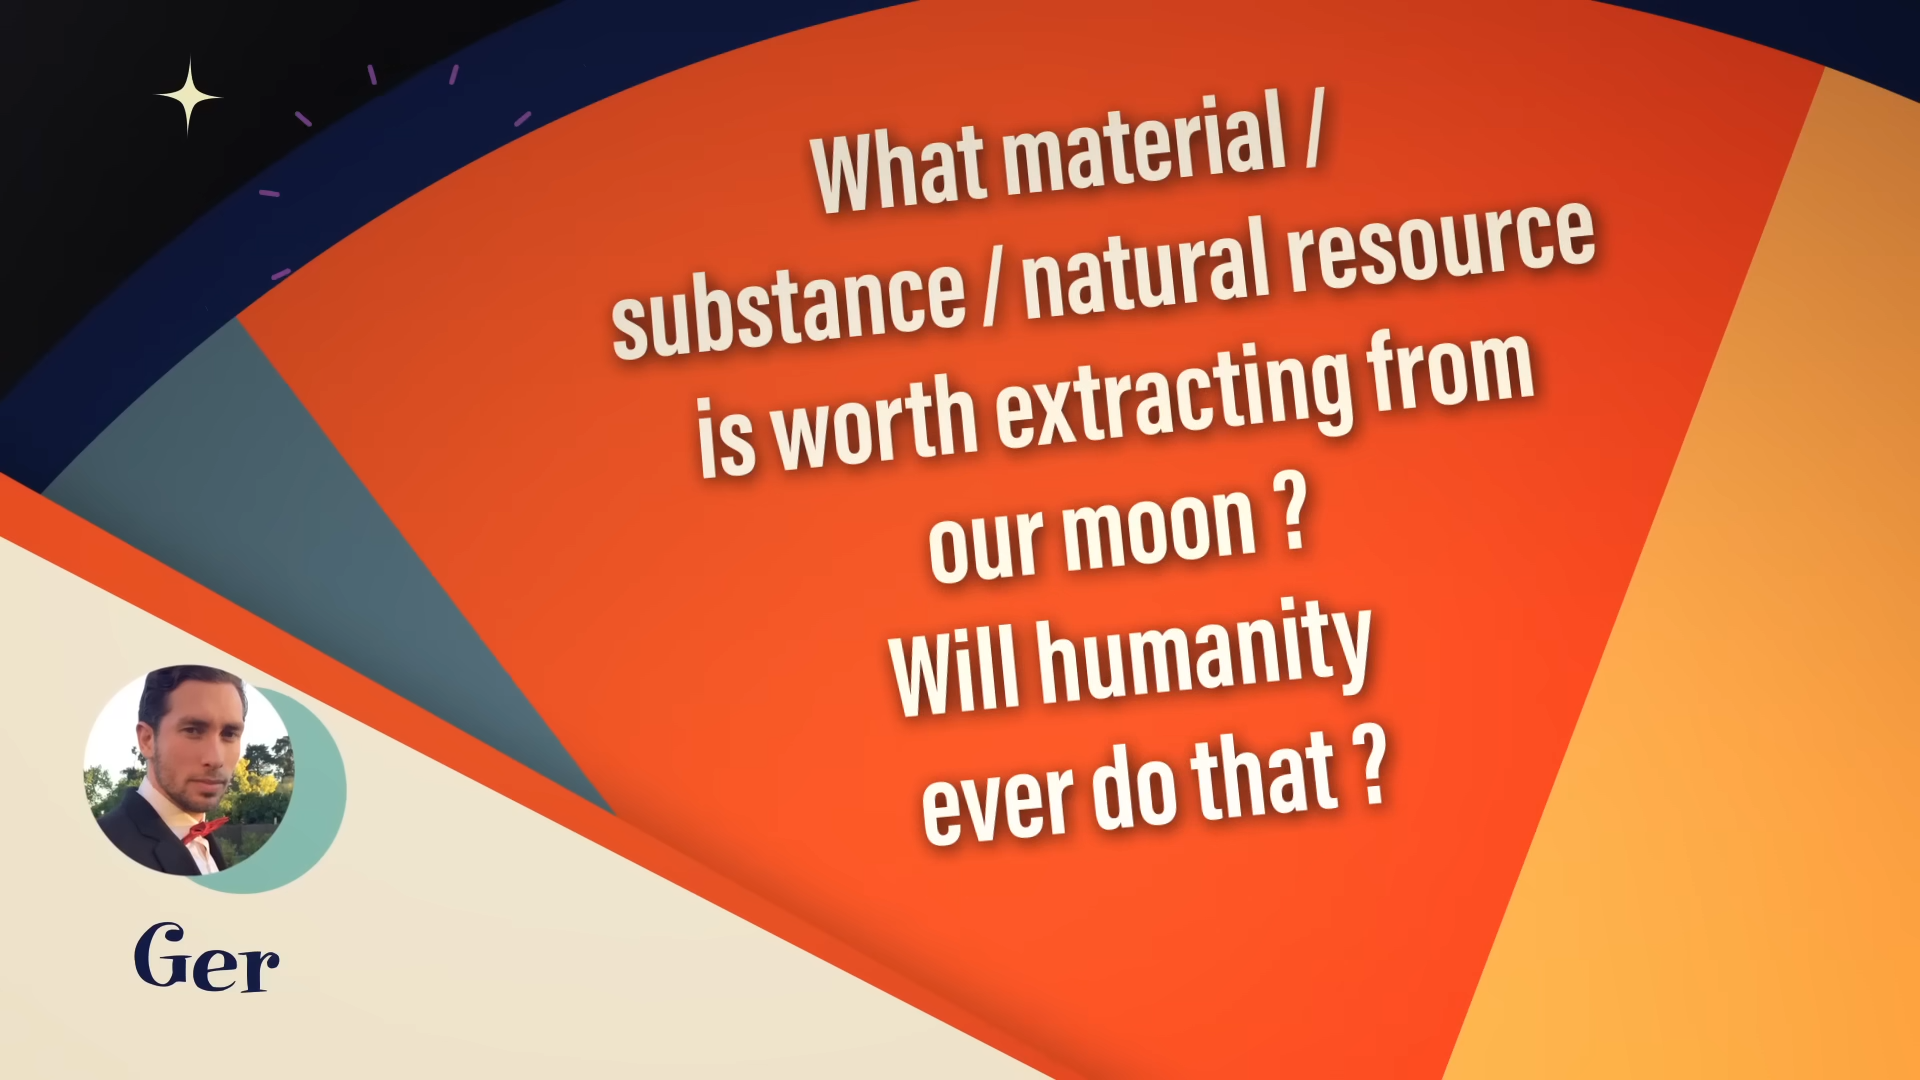 What material /
substance / natural resource
is worth extracting from
our moon ?
Will humanity
ever do that ?
Ger